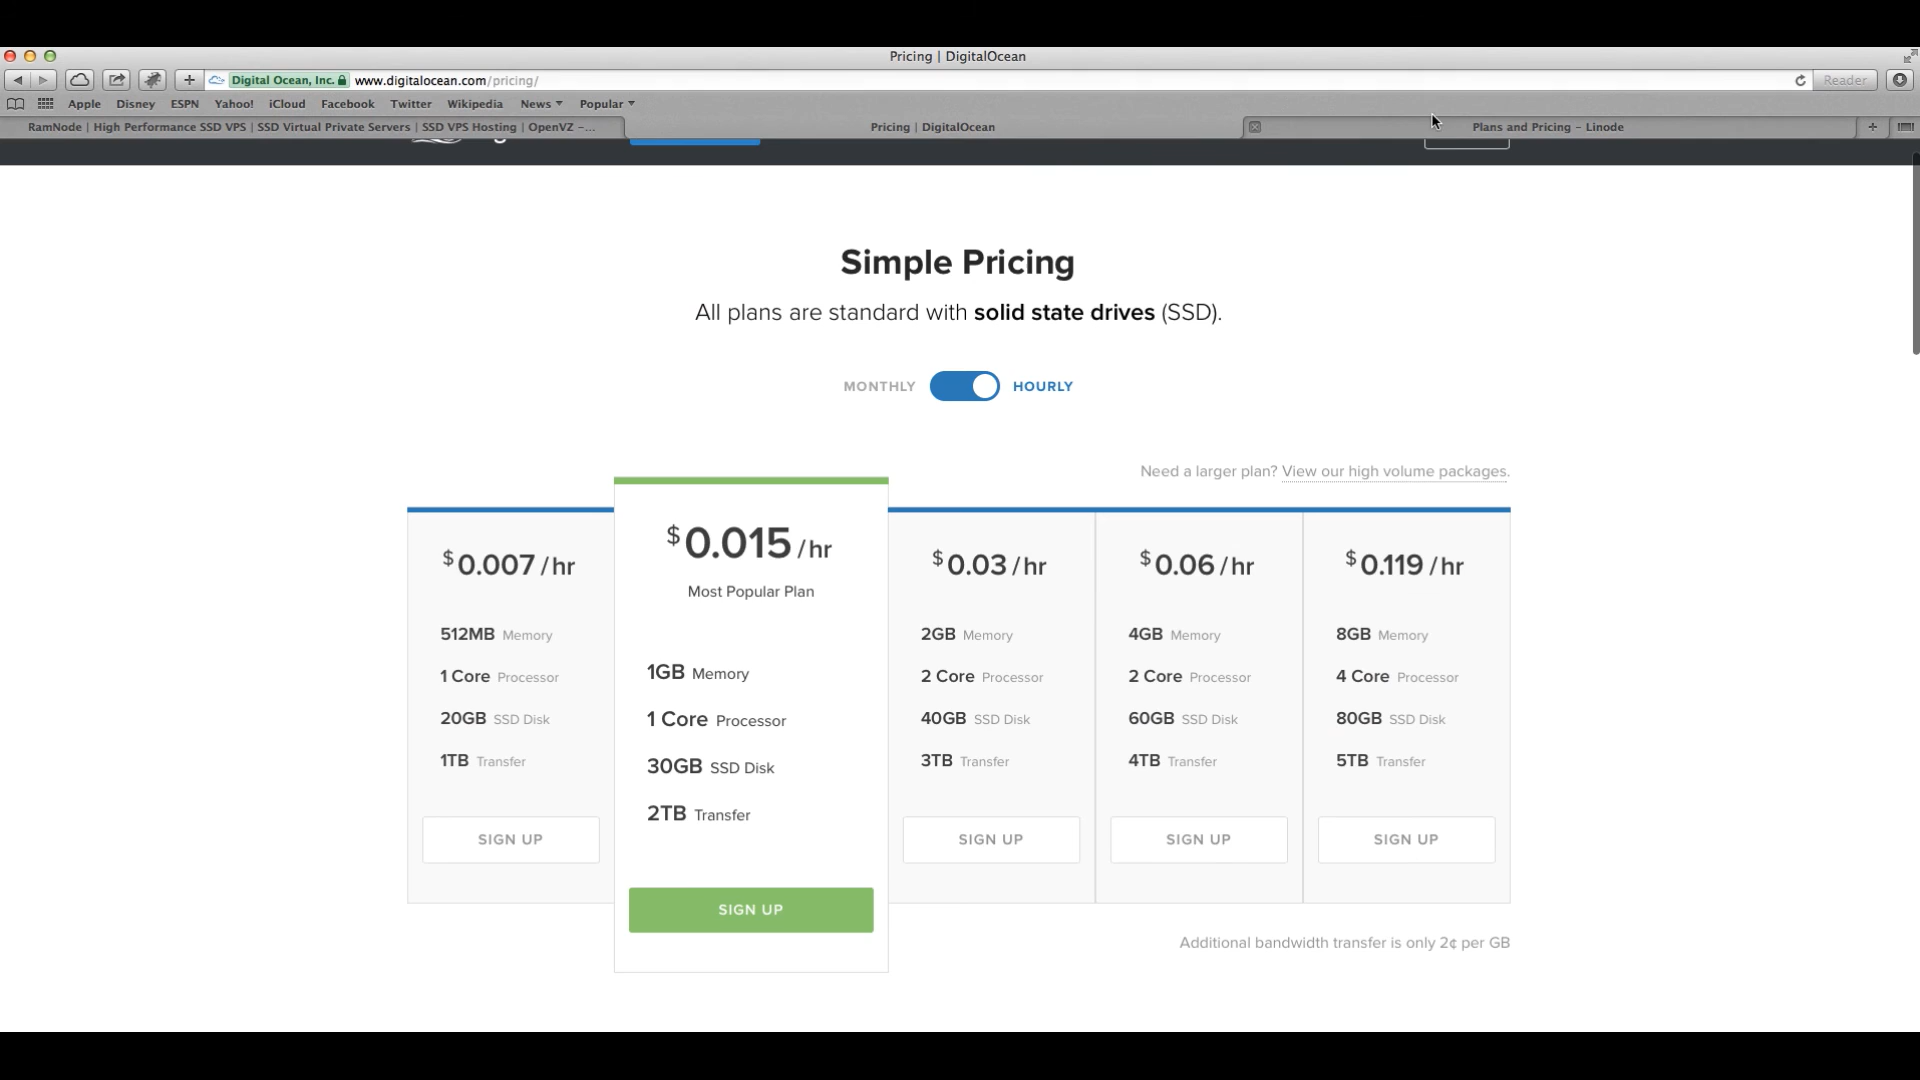 Pricing | DigitalOcean
Digital Ocean, Inc. www.digitalocean.com/pricing/ Reader
Apple Disney ESPN Yahoo! iCloud Facebook Twitter Wikipedia News Popular
RamNode | High Performance SSD VPS | SSD Virtual Private Servers | SSD VPS Hosting | OpenVZ –...
Pricing | DigitalOcean
Plans and Pricing – Linode
Simple Pricing
All plans are standard with solid state drives (SSD).
MONTHLY HOURLY
Need a larger plan? View our high volume packages.
$0.007/hr
512MB Memory
1 Core Processor
20GB SSD Disk
1TB Transfer
SIGN UP
$0.015/hr
Most Popular Plan
1GB Memory
1 Core Processor
30GB SSD Disk
2TB Transfer
SIGN UP
$0.03/hr
2GB Memory
2 Core Processor
40GB SSD Disk
3TB Transfer
SIGN UP
$0.06/hr
4GB Memory
2 Core Processor
60GB SSD Disk
4TB Transfer
SIGN UP
$0.119/hr
8GB Memory
4 Core Processor
80GB SSD Disk
5TB Transfer
SIGN UP
Additional bandwidth transfer is only 2¢ per GB